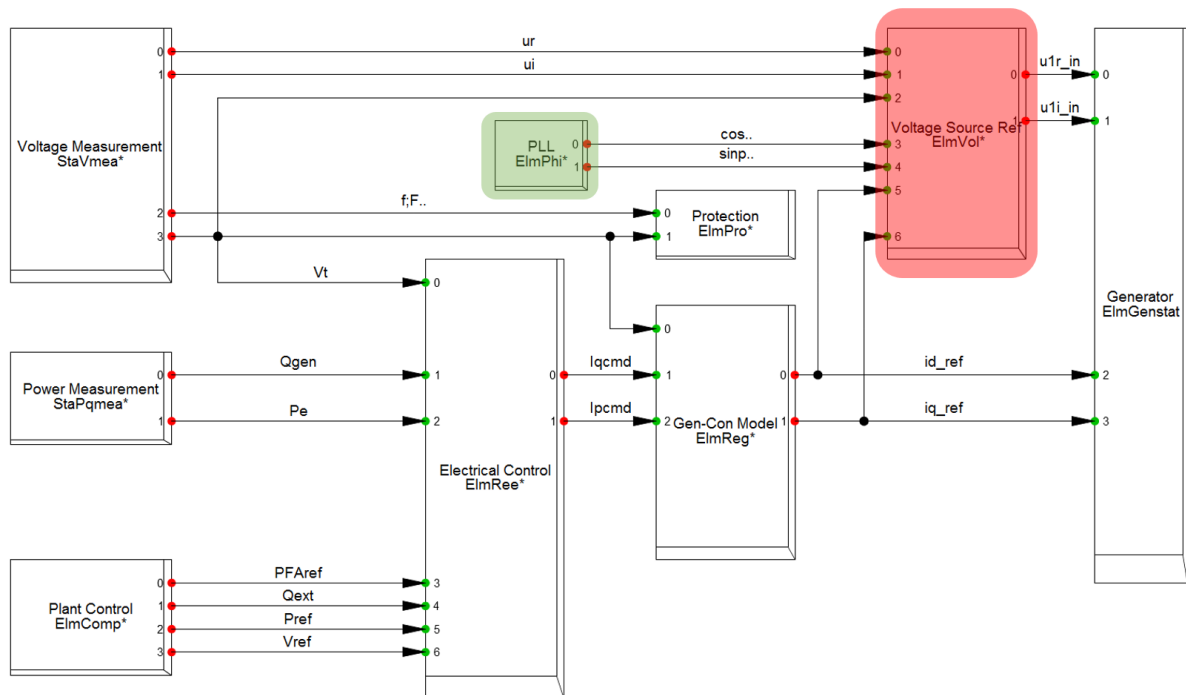 ur
ui
Voltage Measurement
StaVmea*
0
1
2
3
PLL
ElmPhi*
0
1
cos..
sinp..
Voltage Source Ref
ElmVol*
0
1
2
3
4
5
6
0
1
u1r_in
u1i_in
f;F..
Protection
ElmPro*
0
1
Vt
Generator
ElmGenstat
0
1
2
3
Power Measurement
StaPqmea*
0
1
Qgen
Pe
Electrical Control
ElmRee*
0
1
2
3
4
5
6
0
1
Iqcmd
Ipcmd
Gen-Con Model
ElmReg*
0
1
2
0
1
id_ref
iq_ref
Plant Control
ElmComp*
0
1
2
3
PFAref
Qext
Pref
Vref